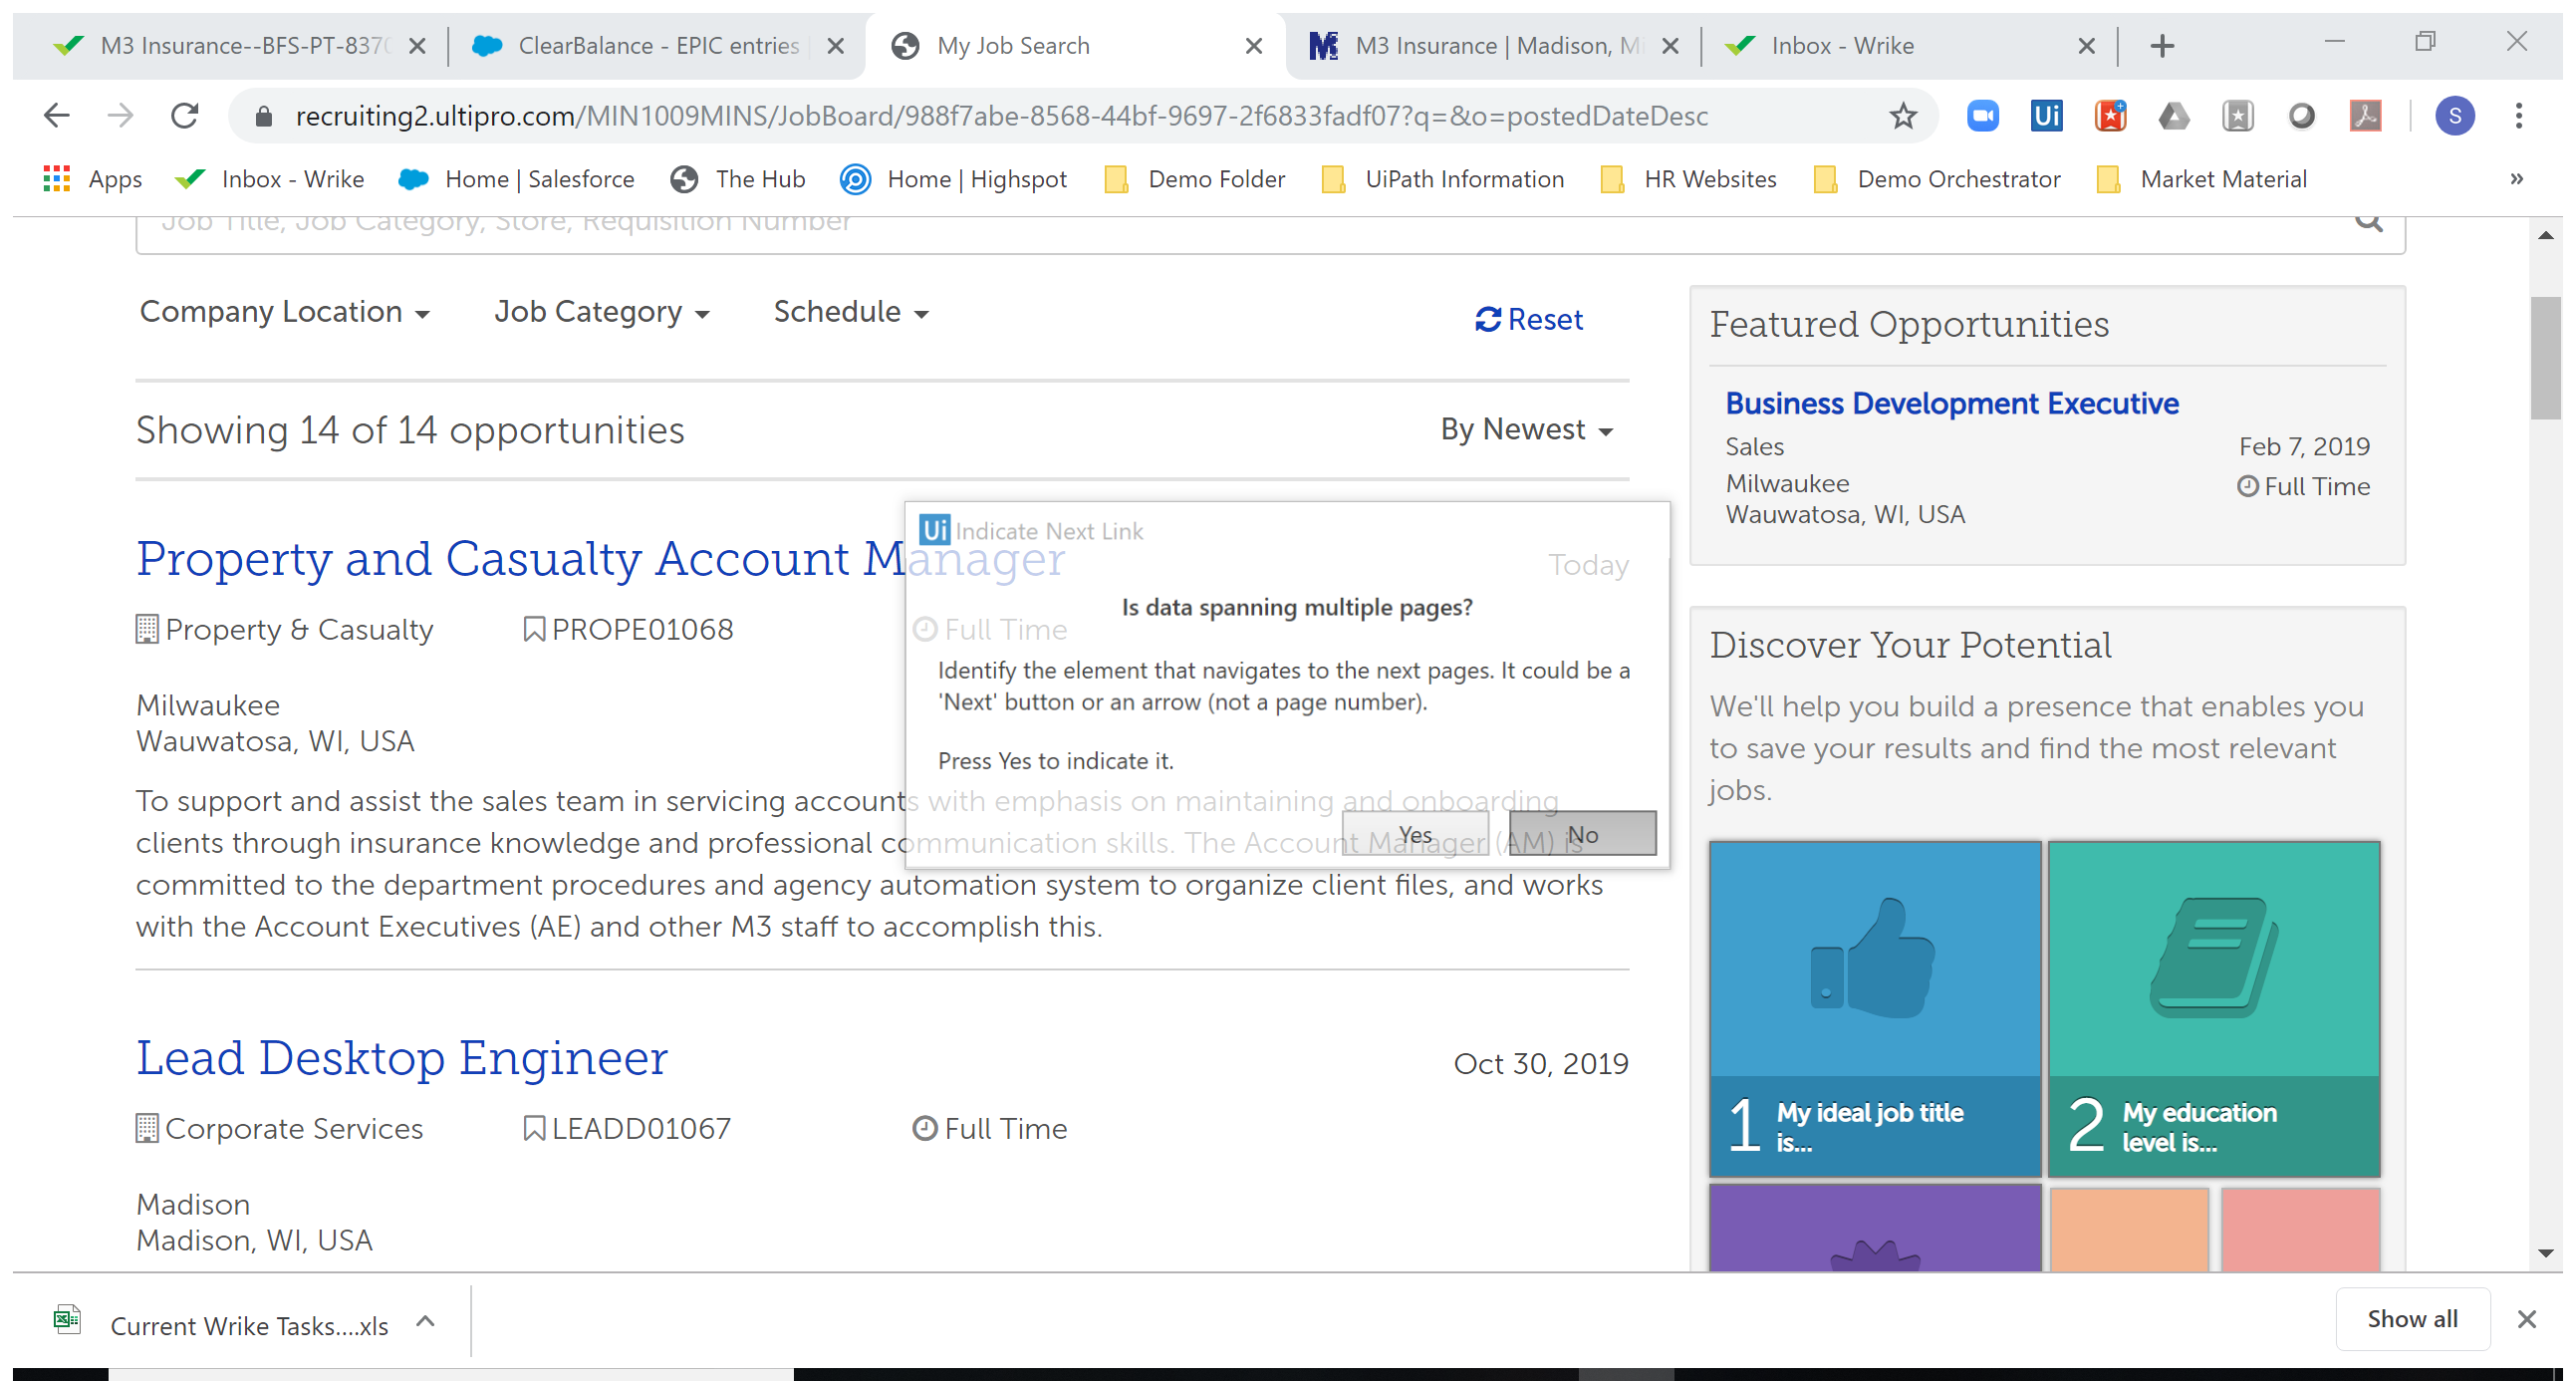 M3 Insurance--BFS-PT-8370
ClearBalance - EPIC entries
My Job Search
M3 Insurance | Madison, Mi
Inbox - Wrike
recruiting2.ultipro.com/MIN1009MINS/JobBoard/988f7abe-8568-44bf-9697-2f6833fadf07?q=&o=postedDateDesc
Ui
S
Apps
Inbox - Wrike
Home | Salesforce
The Hub
Home | Highspot
Demo Folder
UiPath Information
HR Websites
Demo Orchestrator
Market Material
»
Job Title, Job Category, Store, Requisition Number
Company Location
Job Category
Schedule
Reset
Showing 14 of 14 opportunities
By Newest
Property and Casualty Account Manager
Today
Property & Casualty
PROPE01068
Full Time
Milwaukee
Wauwatosa, WI, USA
To support and assist the sales team in servicing accounts with emphasis on maintaining and onboarding
clients through insurance knowledge and professional communication skills. The Account Manager (AM) is
committed to the department procedures and agency automation system to organize client files, and works
with the Account Executives (AE) and other M3 staff to accomplish this.
Ui Indicate Next Link
Is data spanning multiple pages?
Identify the element that navigates to the next pages. It could be a
'Next' button or an arrow (not a page number).
Press Yes to indicate it.
Yes
No
Lead Desktop Engineer
Oct 30, 2019
Corporate Services
LEADD01067
Full Time
Madison
Madison, WI, USA
Featured Opportunities
Business Development Executive
Sales
Feb 7, 2019
Milwaukee
Full Time
Wauwatosa, WI, USA
Discover Your Potential
We'll help you build a presence that enables you
to save your results and find the most relevant
jobs.
1 My ideal job title
is...
2 My education
level is...
Current Wrike Tasks....xls
Show all